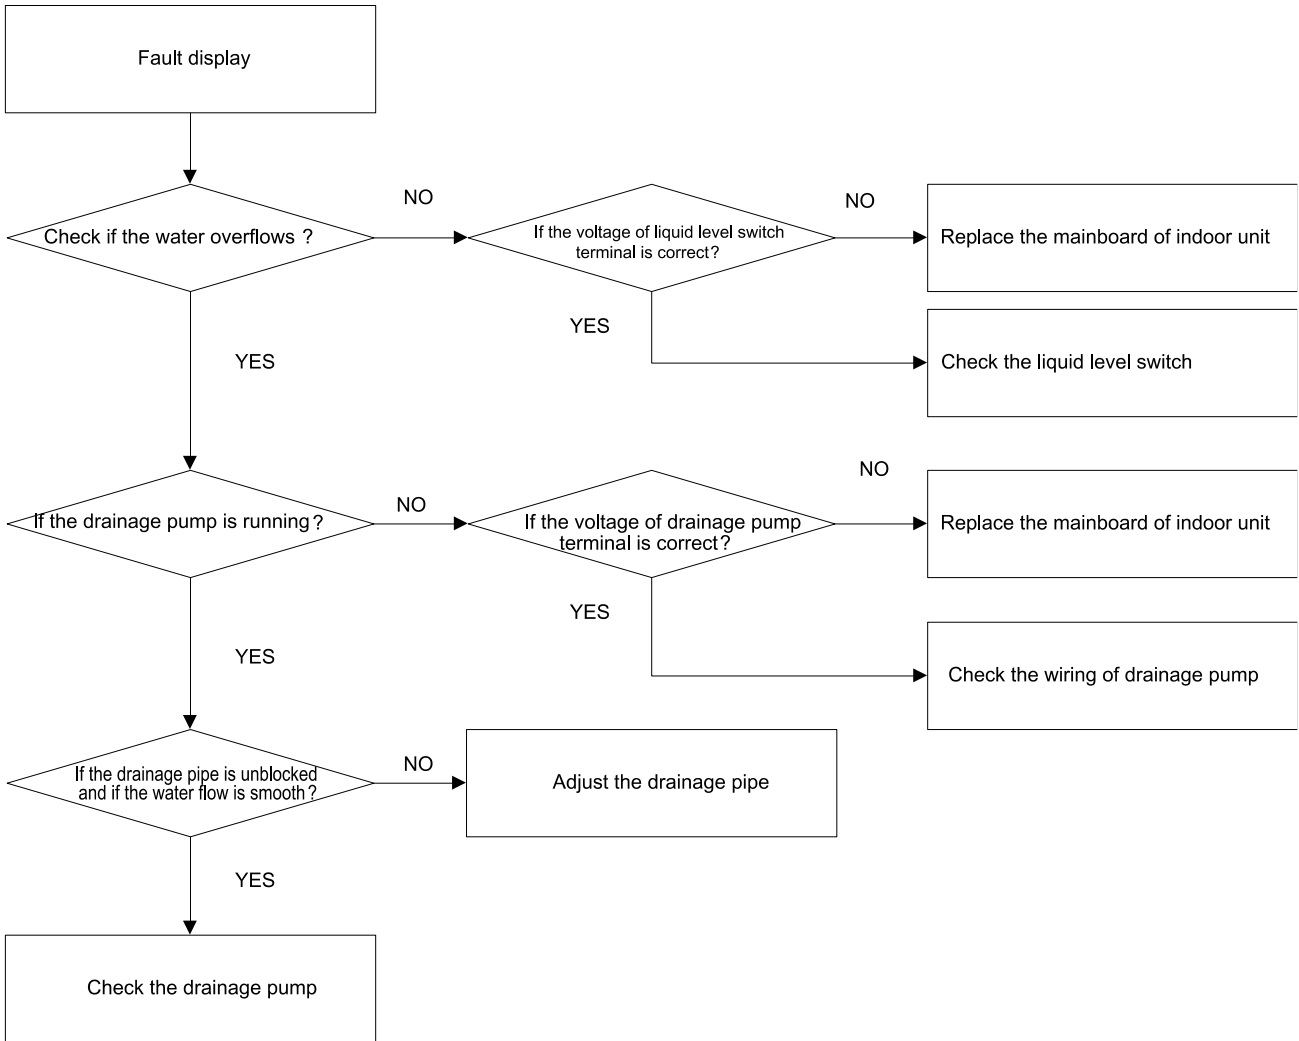 Fault display
NO
NO
Check if the water overflows ?
If the voltage of liquid level switch
terminal is correct?
Replace the mainboard of indoor unit
YES
YES
Check the liquid level switch
NO
NO
If the drainage pump is running ?
If the voltage of drainage pump
terminal is correct?
Replace the mainboard of indoor unit
YES
YES
Check the wiring of drainage pump
If the drainage pipe is unblocked
and if the water flow is smooth ?
NO
Adjust the drainage pipe
YES
Check the drainage pump